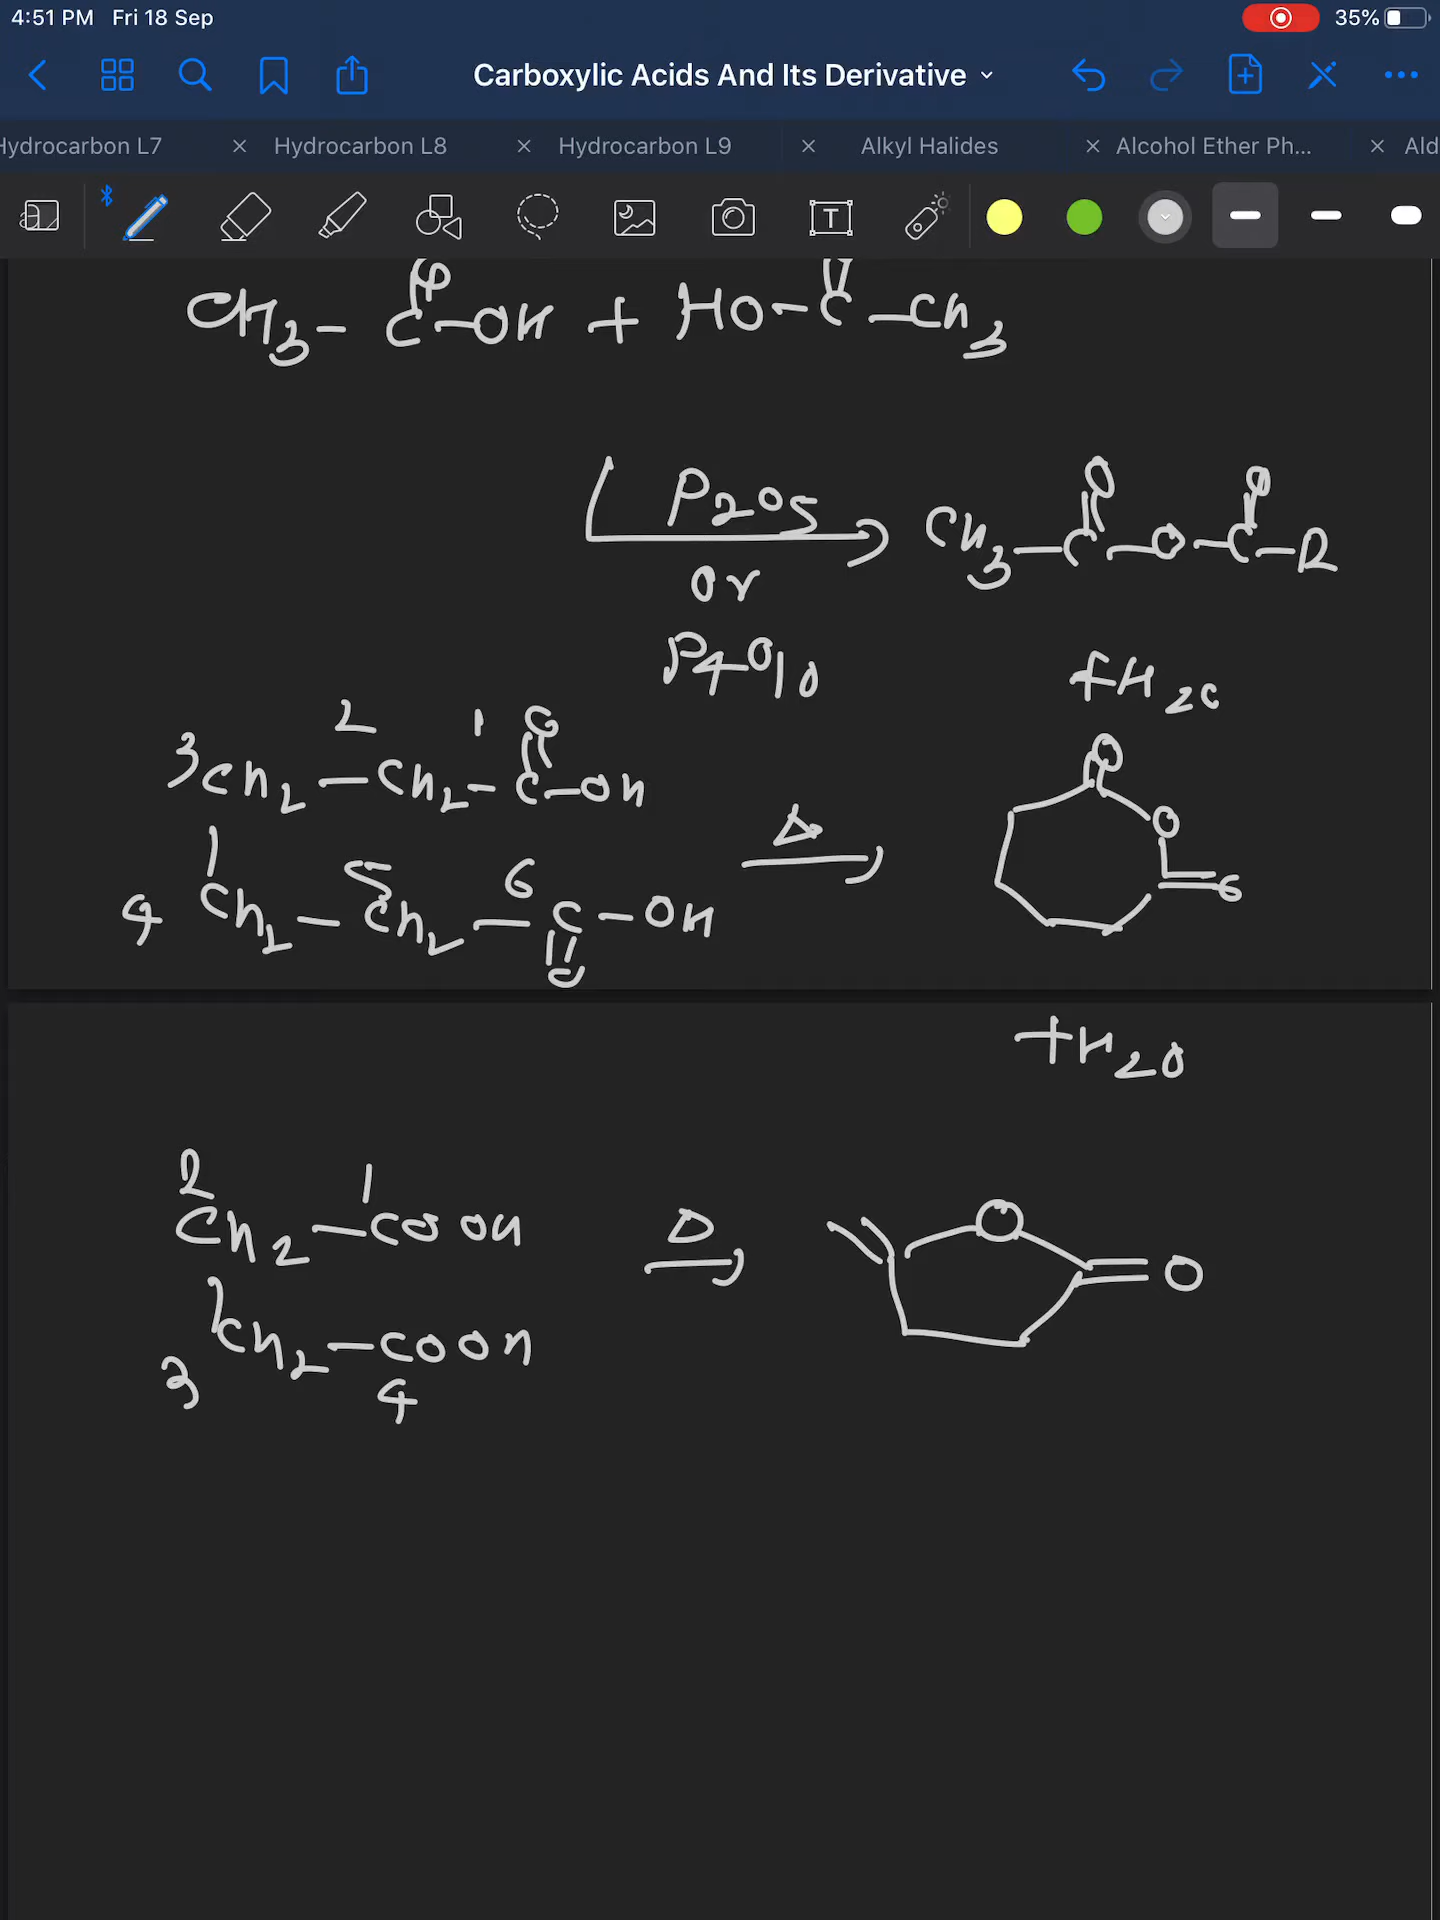 4:51 PM Fri 18 Sep 35%
Carboxylic Acids And Its Derivative
Hydrocarbon L7 × Hydrocarbon L8 × Hydrocarbon L9 × Alkyl Halides × Alcohol Ether Ph... × Ald
a T
O O
CH3-C-OH + HO-C-CH3
P2O5 O O
CH3-C-O-C-R
or
P4O10 +H2O
2 1 O
3CH2-CH2-C-OH O
Δ O
5 6
4 CH2-CH2-C-OH O
O
+H2O
2 1
CH2-COOH Δ O O
CH2-COOH
3 4